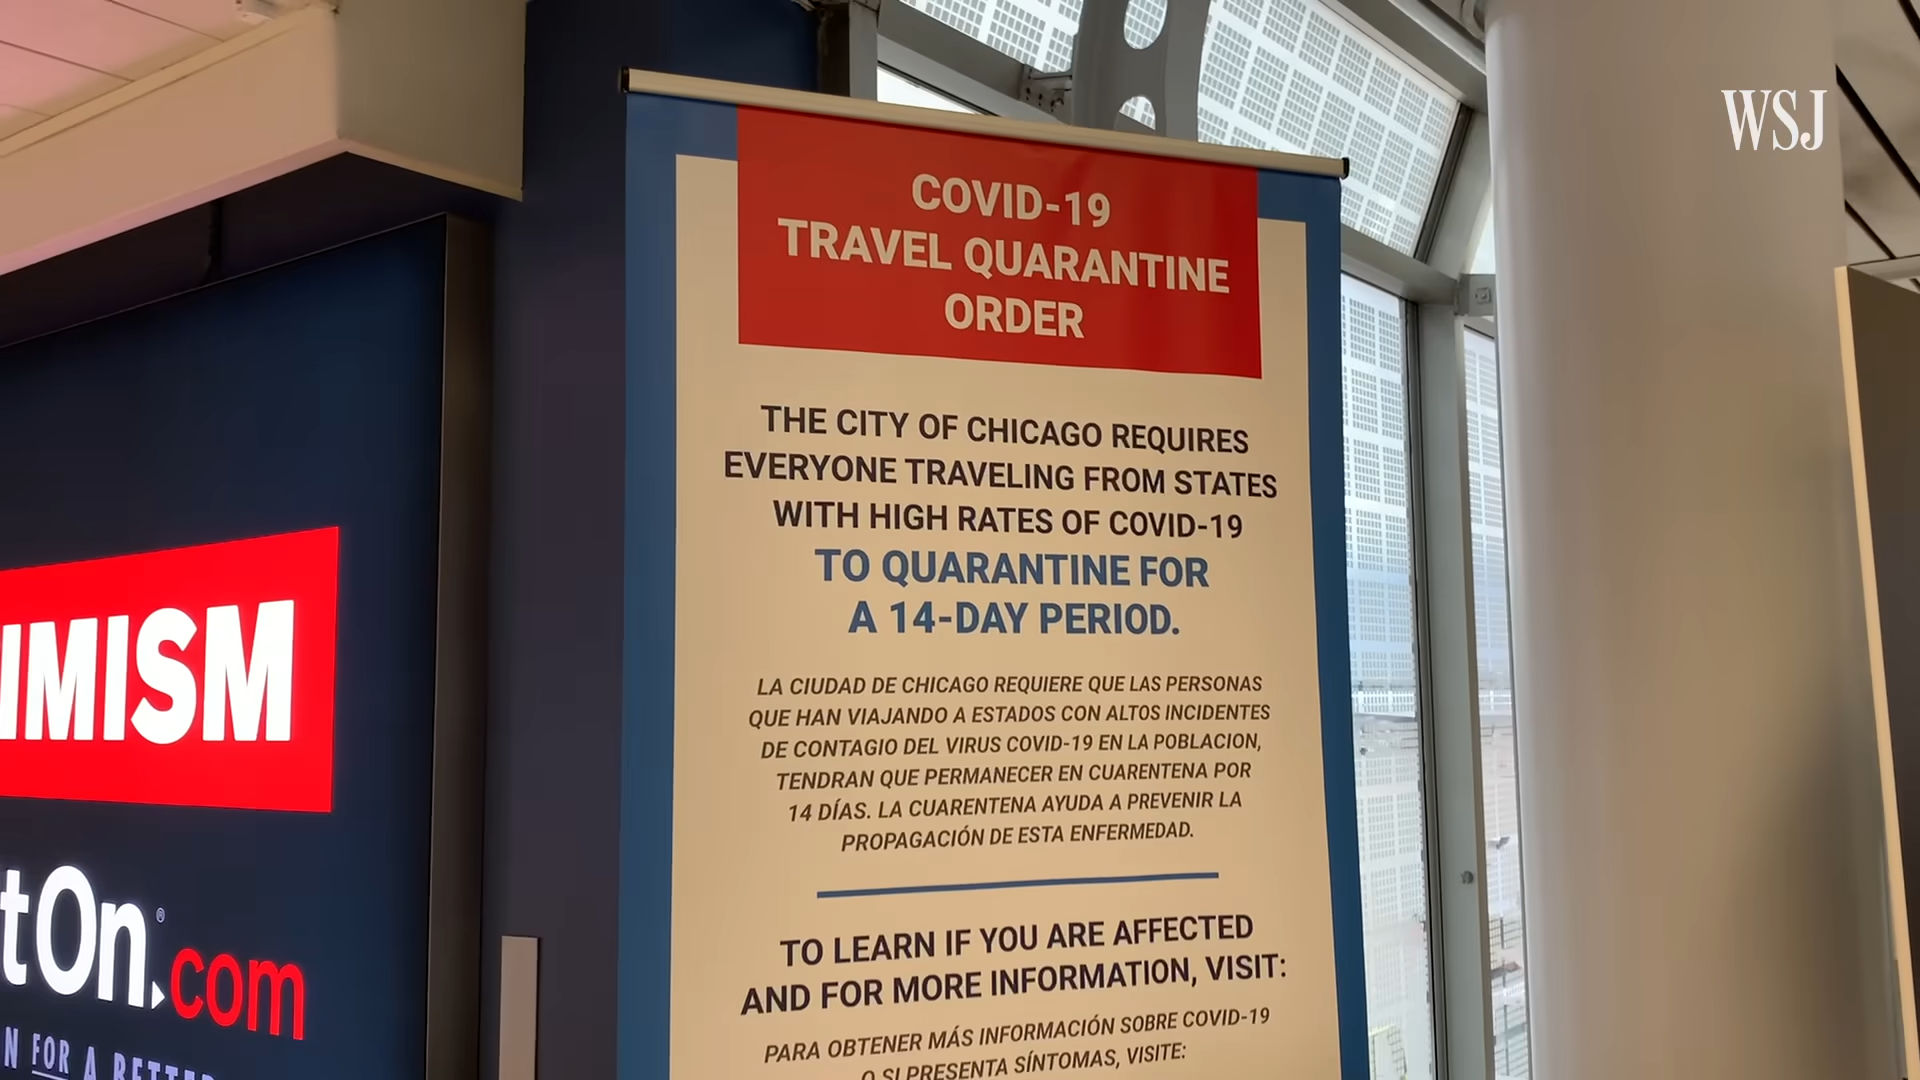 WSJ
COVID-19
TRAVEL QUARANTINE
ORDER
THE CITY OF CHICAGO REQUIRES
EVERYONE TRAVELING FROM STATES
WITH HIGH RATES OF COVID-19
TO QUARANTINE FOR
A 14-DAY PERIOD.
LA CIUDAD DE CHICAGO REQUIERE QUE LAS PERSONAS
QUE HAN VIAJANDO A ESTADOS CON ALTOS INCIDENTES
DE CONTAGIO DEL VIRUS COVID-19 EN LA POBLACION,
TENDRAN QUE PERMANECER EN CUARENTENA POR
14 DÍAS. LA CUARENTENA AYUDA A PREVENIR LA
PROPAGACIÓN DE ESTA ENFERMEDAD.
TO LEARN IF YOU ARE AFFECTED
AND FOR MORE INFORMATION, VISIT:
PARA OBTENER MÁS INFORMACIÓN SOBRE COVID-19
O SI PRESENTA SÍNTOMAS, VISITE:
IMISM
tOn.®com
N FOR A BETTE